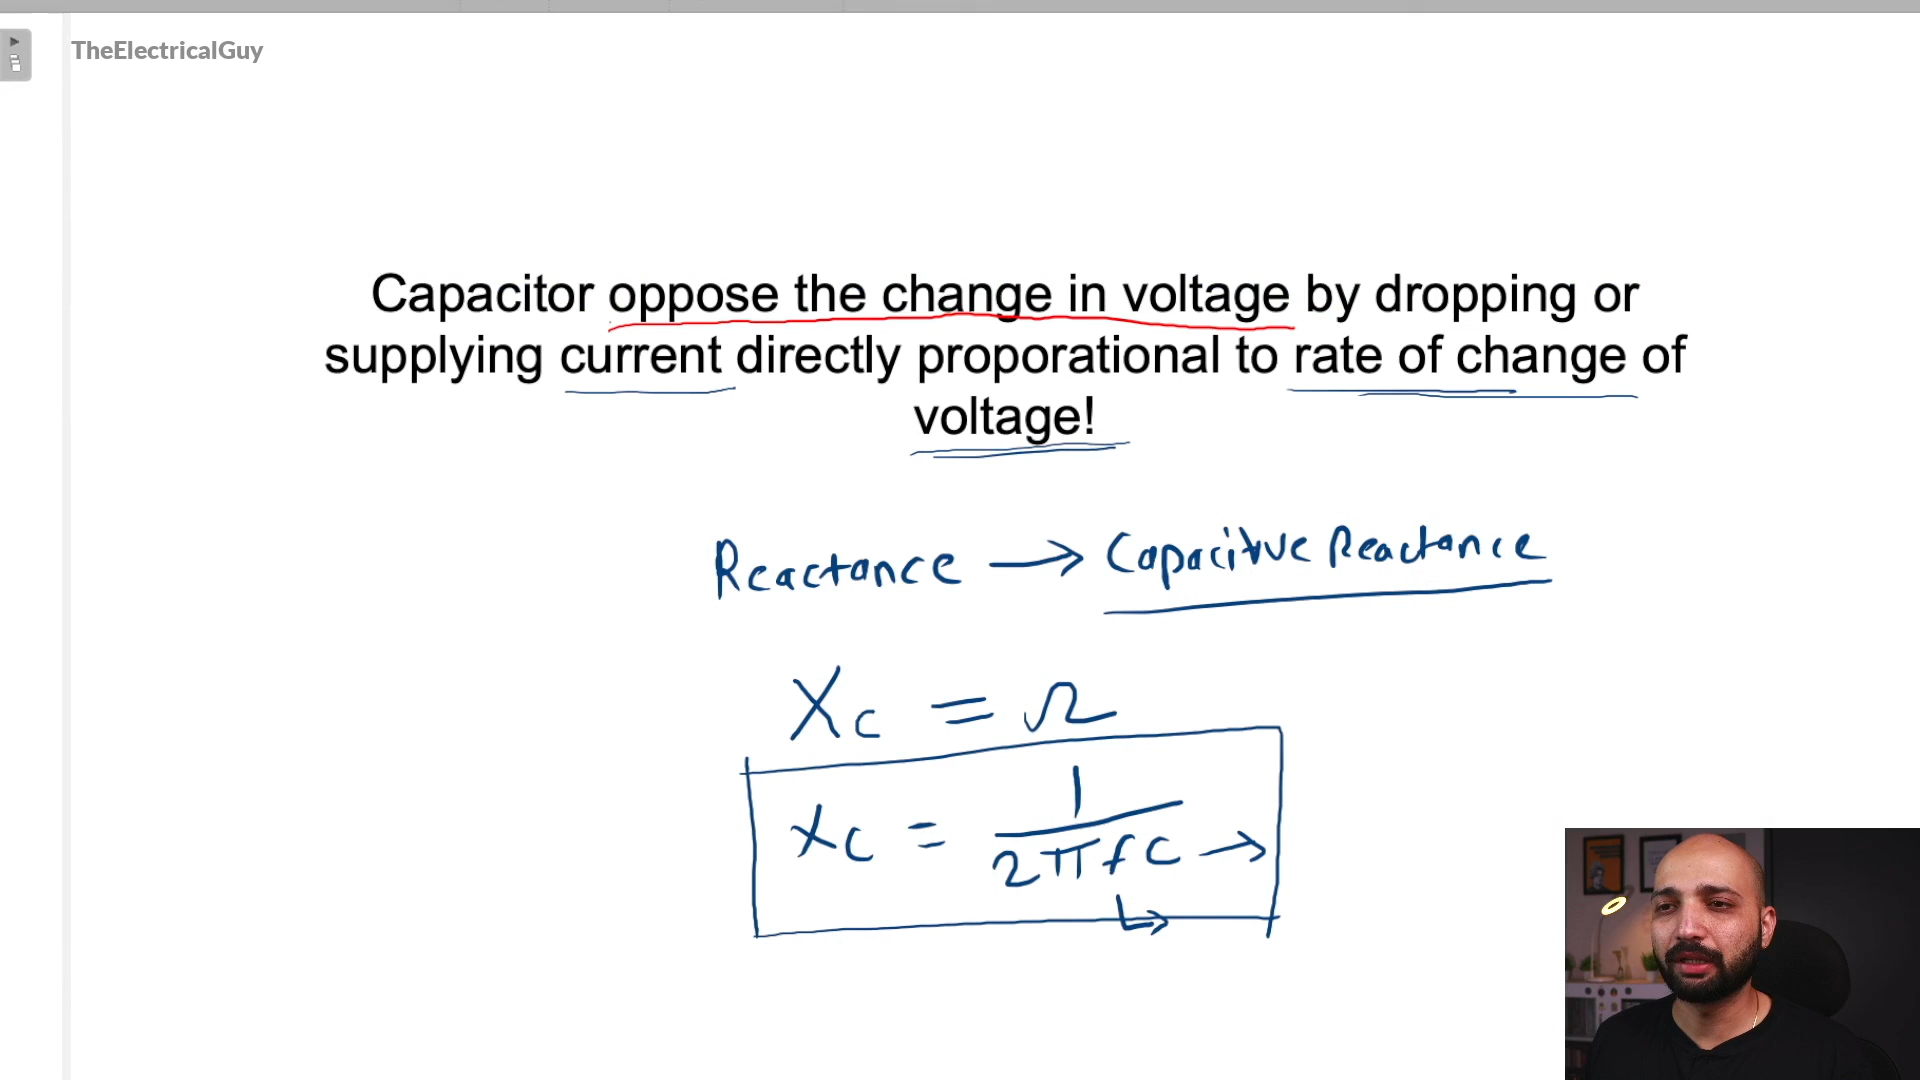 TheElectricalGuy
Capacitor oppose the change in voltage by dropping or
supplying current directly proporational to rate of change of
voltage!
Reactance → Capacitive Reactance
Xc = Ω
Xc = 1
2πfc →